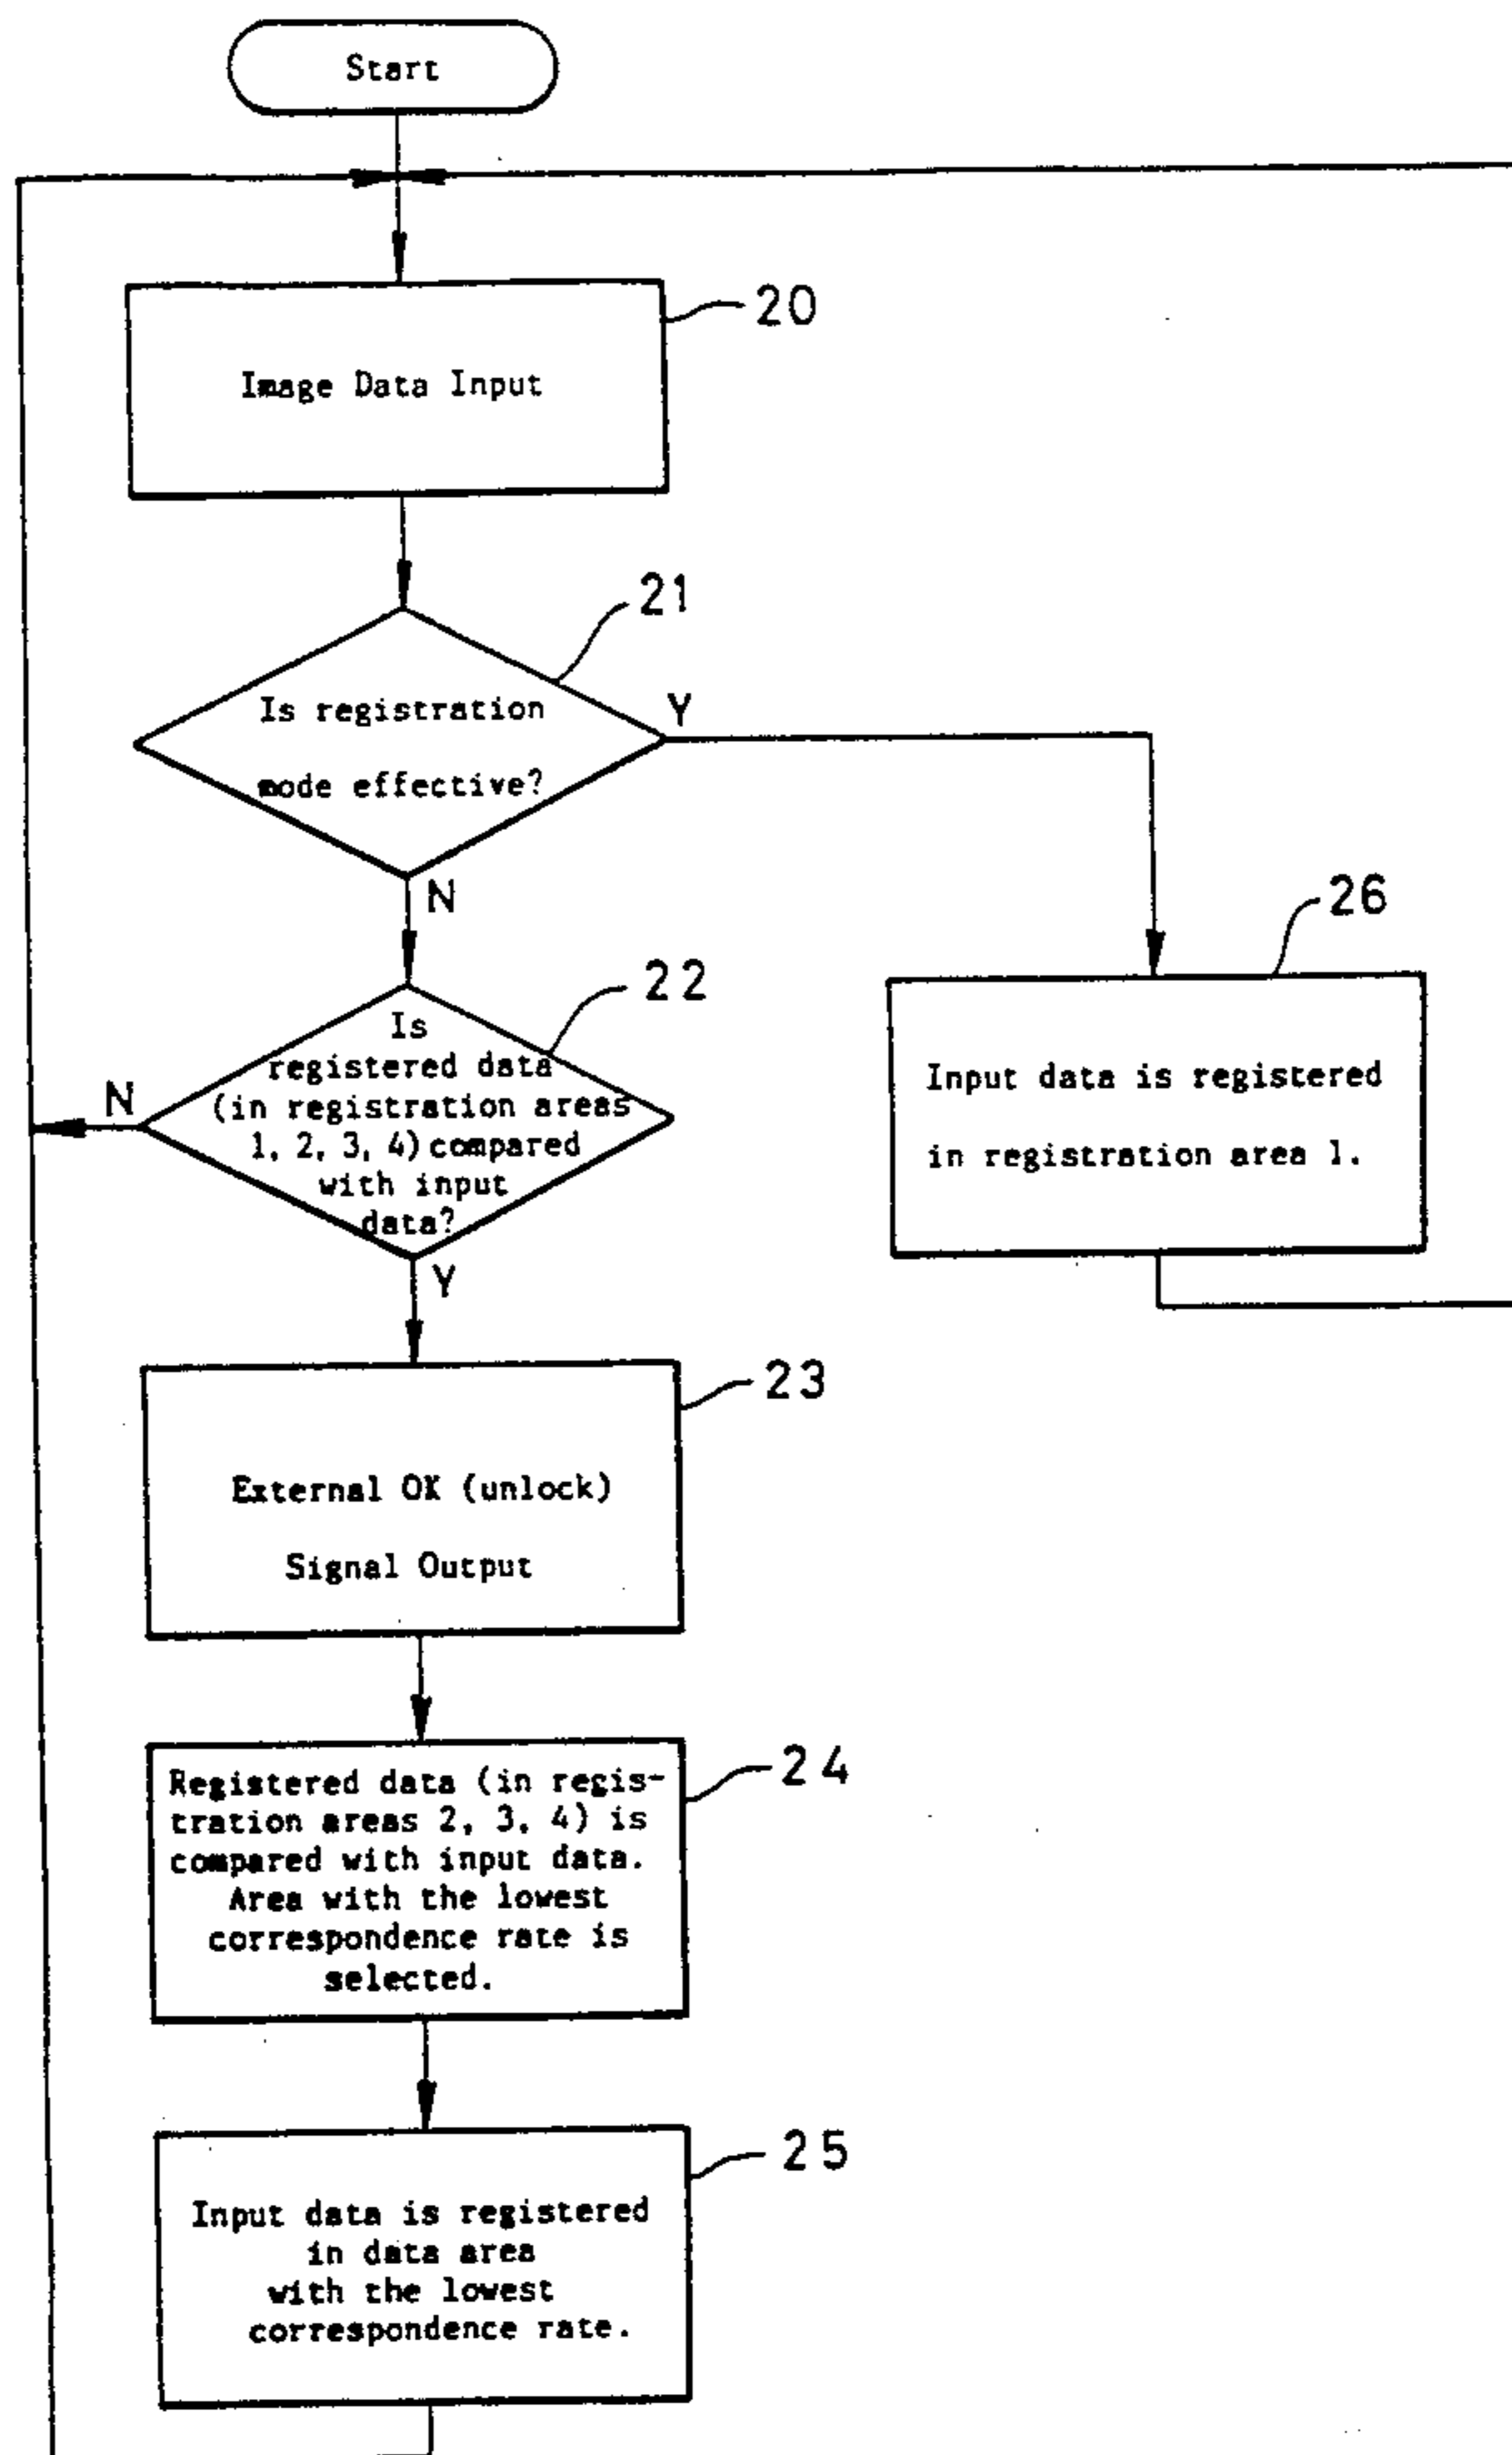 Start
20
Image Data Input
21
Is registration
mode effective?
Y
N
26
Input data is registered
in registration area 1.
22
Is
registered data
(in registration areas
1, 2, 3, 4) compared
with input
data?
N
Y
23
External OK (unlock)
Signal Output
24
Registered data (in regis-
tration areas 2, 3, 4) is
compared with input data.
Area with the lowest
correspondence rate is
selected.
25
Input data is registered
in data area
with the lowest
correspondence rate.